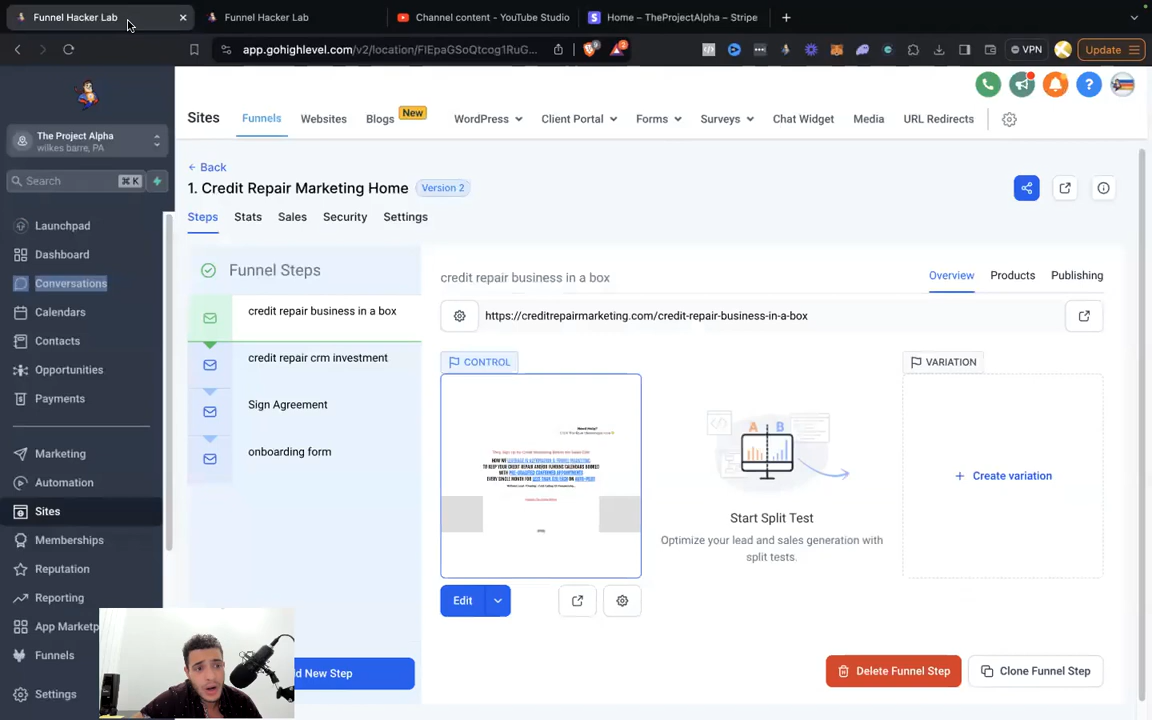 Funnel Hacker Lab
Funnel Hacker Lab
Channel content - YouTube Studio
Home – TheProjectAlpha – Stripe
app.gohighlevel.com/v2/location/FIEpaGSoQtcog1RuG...
VPN
Update
The Project Alpha
wilkes barre, PA
Search
⌘ K
Launchpad
Dashboard
Conversations
Calendars
Contacts
Opportunities
Payments
Marketing
Automation
Sites
Memberships
Reputation
Reporting
App Marketp
Funnels
Settings
Sites
Funnels
Websites
Blogs
New
WordPress
Client Portal
Forms
Surveys
Chat Widget
Media
URL Redirects
← Back
1. Credit Repair Marketing Home
Version 2
Steps
Stats
Sales
Security
Settings
Funnel Steps
credit repair business in a box
credit repair crm investment
Sign Agreement
onboarding form
d New Step
credit repair business in a box
Overview
Products
Publishing
https://creditrepairmarketing.com/credit-repair-business-in-a-box
CONTROL
VARIATION
Need Help?
A B
Start Split Test
Optimize your lead and sales generation with
split tests.
+ Create variation
Edit
Delete Funnel Step
Clone Funnel Step